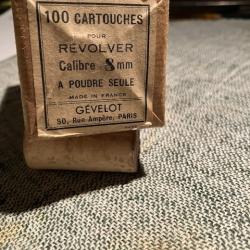 100 CARTOUCHES
POUR
REVOLVER
Calibre 8 mm
A POUDRE SEULE
MADE IN FRANCE
GÉVELOT
50, Rue Ampère, PARIS